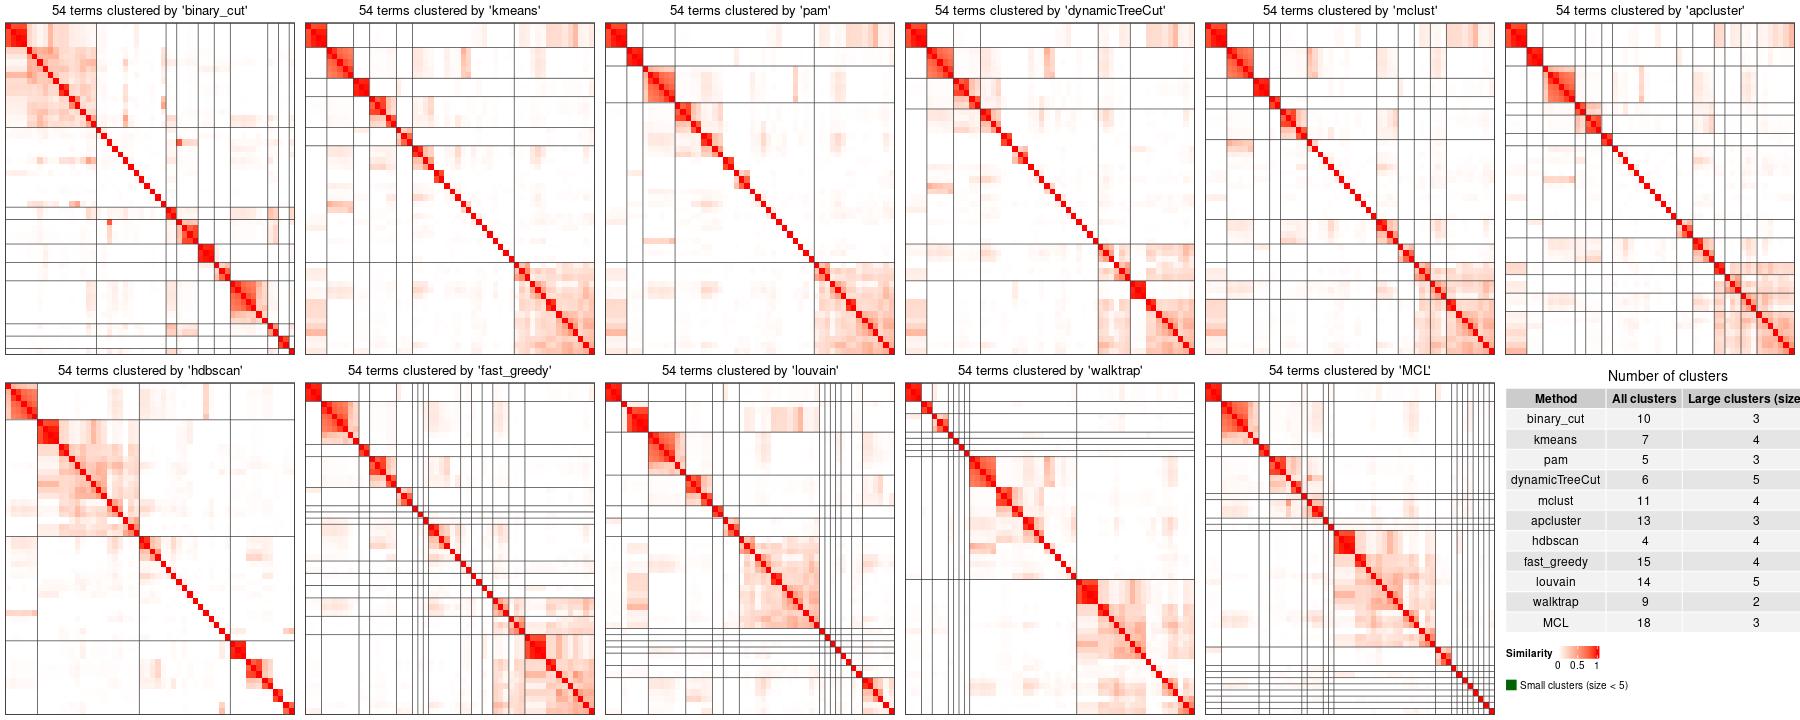 54 terms clustered by 'binary_cut'
54 terms clustered by 'kmeans'
54 terms clustered by 'pam'
54 terms clustered by 'dynamicTreeCut'
54 terms clustered by 'mclust'
54 terms clustered by 'apcluster'
54 terms clustered by 'hdbscan'
54 terms clustered by 'fast_greedy'
54 terms clustered by 'louvain'
54 terms clustered by 'walktrap'
54 terms clustered by 'MCL'
Number of clusters
Method All clusters Large clusters (size
binary_cut 10 3
kmeans 7 4
pam 5 3
dynamicTreeCut 6 5
mclust 11 4
apcluster 13 3
hdbscan 4 4
fast_greedy 15 4
louvain 14 5
walktrap 9 2
MCL 18 3
Similarity
0 0.5 1
Small clusters (size < 5)